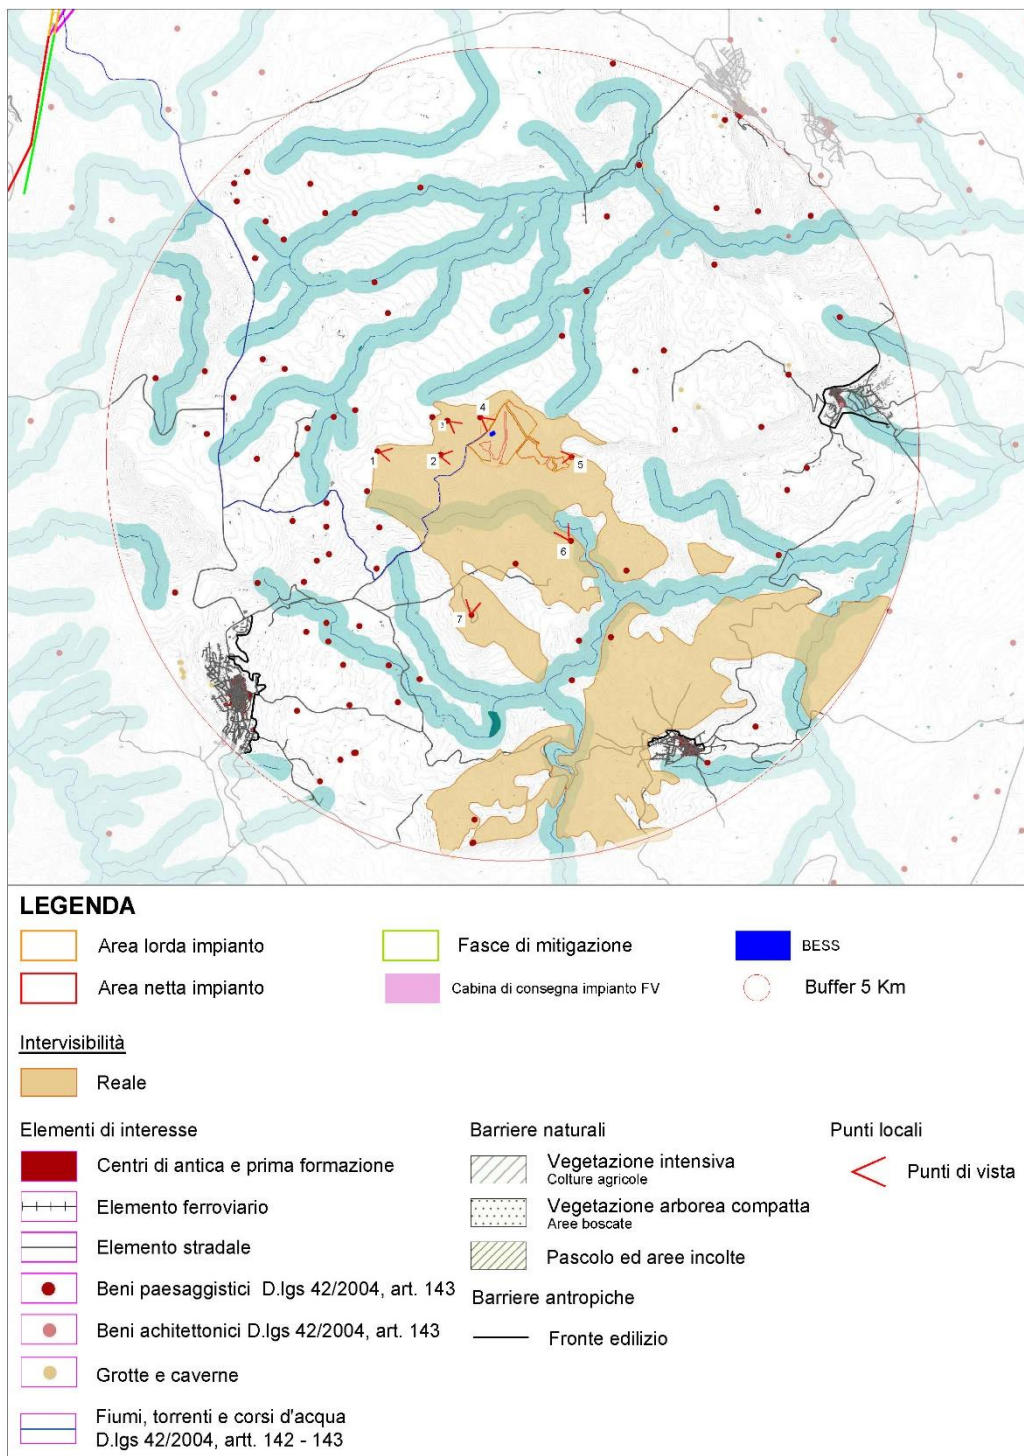 4
3
1
2
5
6
7
LEGENDA
Area lorda impianto
Fasce di mitigazione
BESS
Area netta impianto
Cabina di consegna impianto FV
Buffer 5 Km
Intervisibilità
Reale
Elementi di interesse
Barriere naturali
Punti locali
Centri di antica e prima formazione
Vegetazione intensiva
Colture agricole
Punti di vista
Elemento ferroviario
Vegetazione arborea compatta
Aree boscate
Elemento stradale
Pascolo ed aree incolte
Beni paesaggistici D.lgs 42/2004, art. 143
Barriere antropiche
Beni achitettonici D.lgs 42/2004, art. 143
Fronte edilizio
Grotte e caverne
Fiumi, torrenti e corsi d'acqua
D.lgs 42/2004, artt. 142 - 143